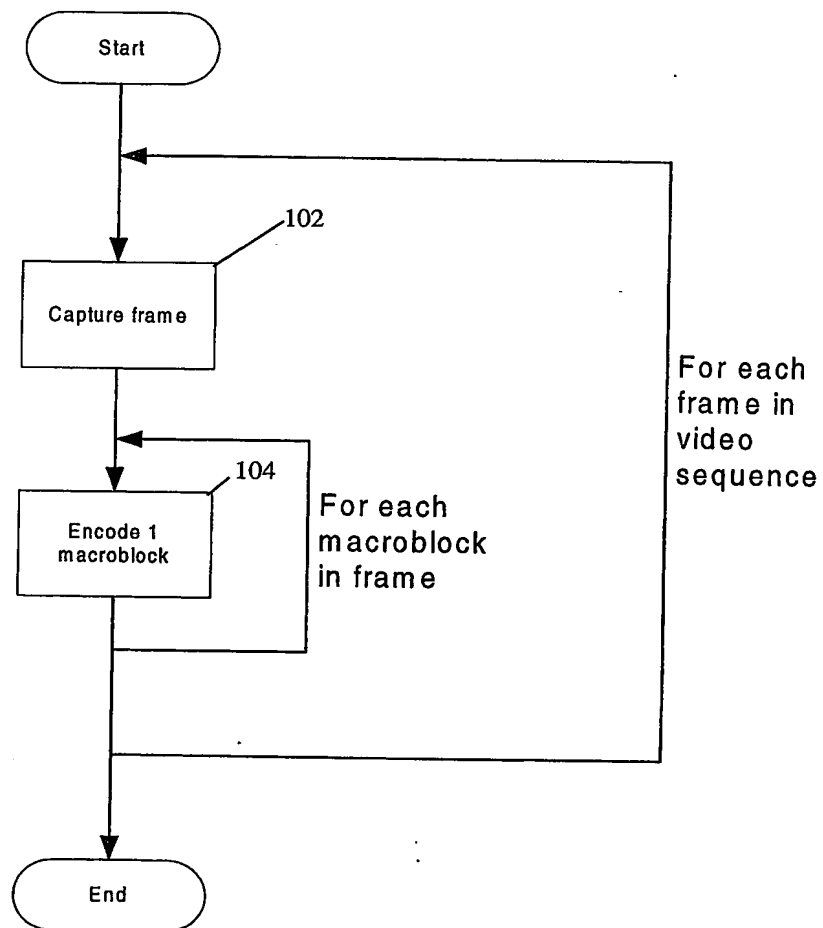 Start
102
Capture frame
For each
frame in
video
sequence
104
Encode 1
macroblock
For each
macroblock
in frame
End